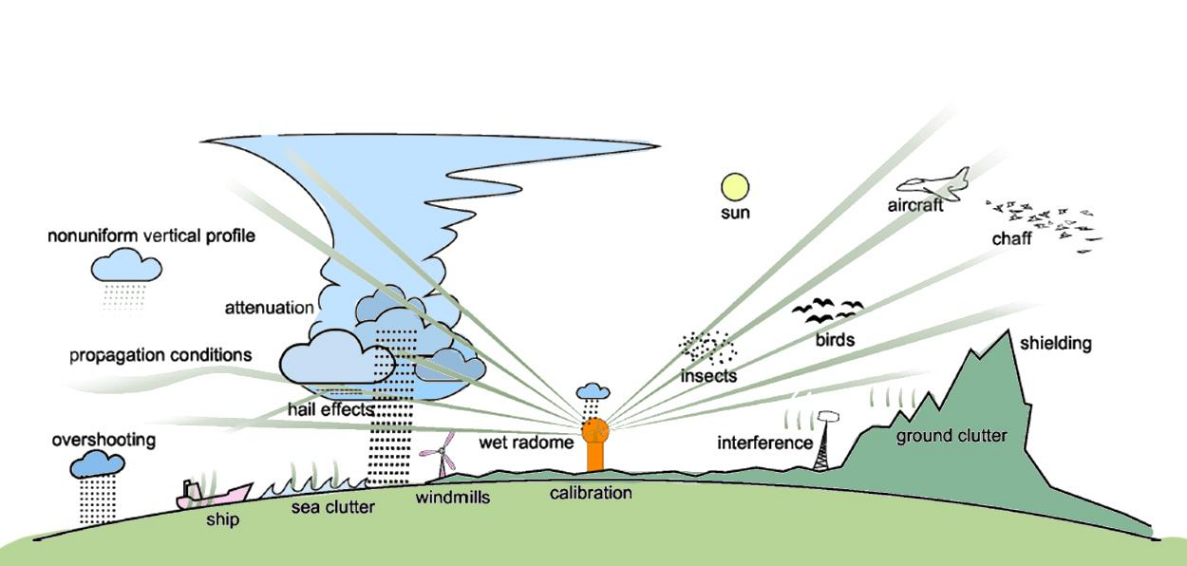 sun
aircraft
chaff
nonuniform vertical profile
attenuation
birds
shielding
propagation conditions
insects
hail effects
overshooting
wet radome
interference
ground clutter
ship
sea clutter
windmills
calibration